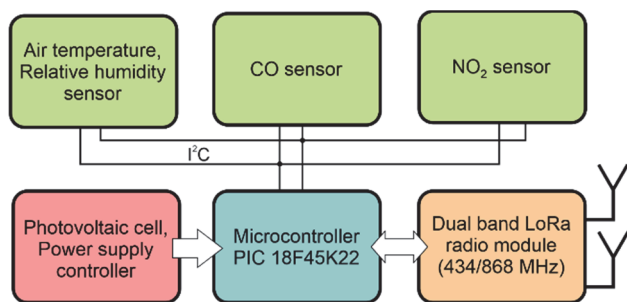 Air temperature,
Relative humidity
sensor
CO sensor
NO₂ sensor
I²C
Photovoltaic cell,
Power supply
controller
Microcontroller
PIC 18F45K22
Dual band LoRa
radio module
(434/868 MHz)